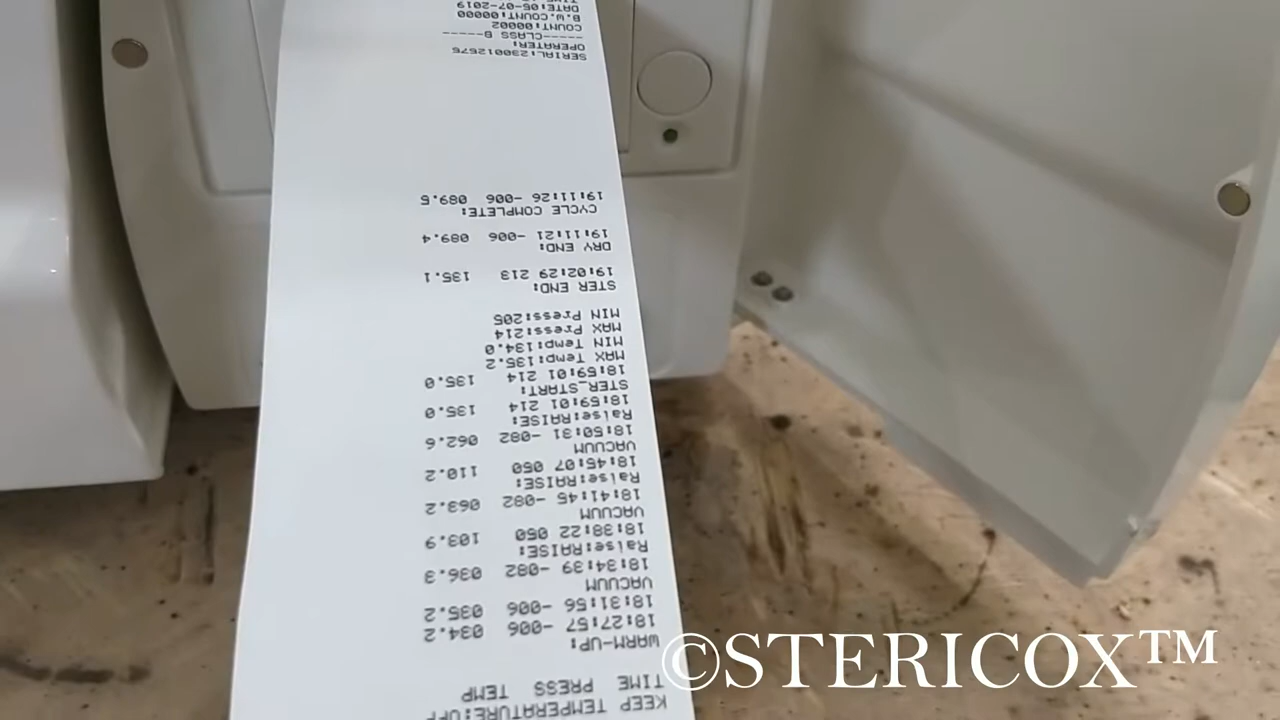 KEEP TEMPERATURE:OFF
TIME PRESS TEMP
WARM-UP:
18:27:57 -006 034.2
18:31:56 -006 035.2
VACUUM
18:34:39 -082 036.3
Raise:RAISE:
18:38:22 050 103.9
VACUUM
18:41:45 -082 063.2
Raise:RAISE:
18:45:07 050 110.2
VACUUM
18:50:31 -082 062.6
Raise:RAISE:
18:59:01 214 135.0
STER_START:
18:59:01 214 135.0
MAX Temp:135.2
MIN Temp:134.0
MAX Press:214
MIN Press:205
STER END:
19:02:29 213 135.1
DRY END:
19:11:21 -006 089.4
CYCLE COMPLETE:
19:11:26 -006 089.5
OPERATER:
-----CLASS B-----
COUNT:00002
B.W.COUNT:00000
DATE:06-07-2019
©STERICOX™